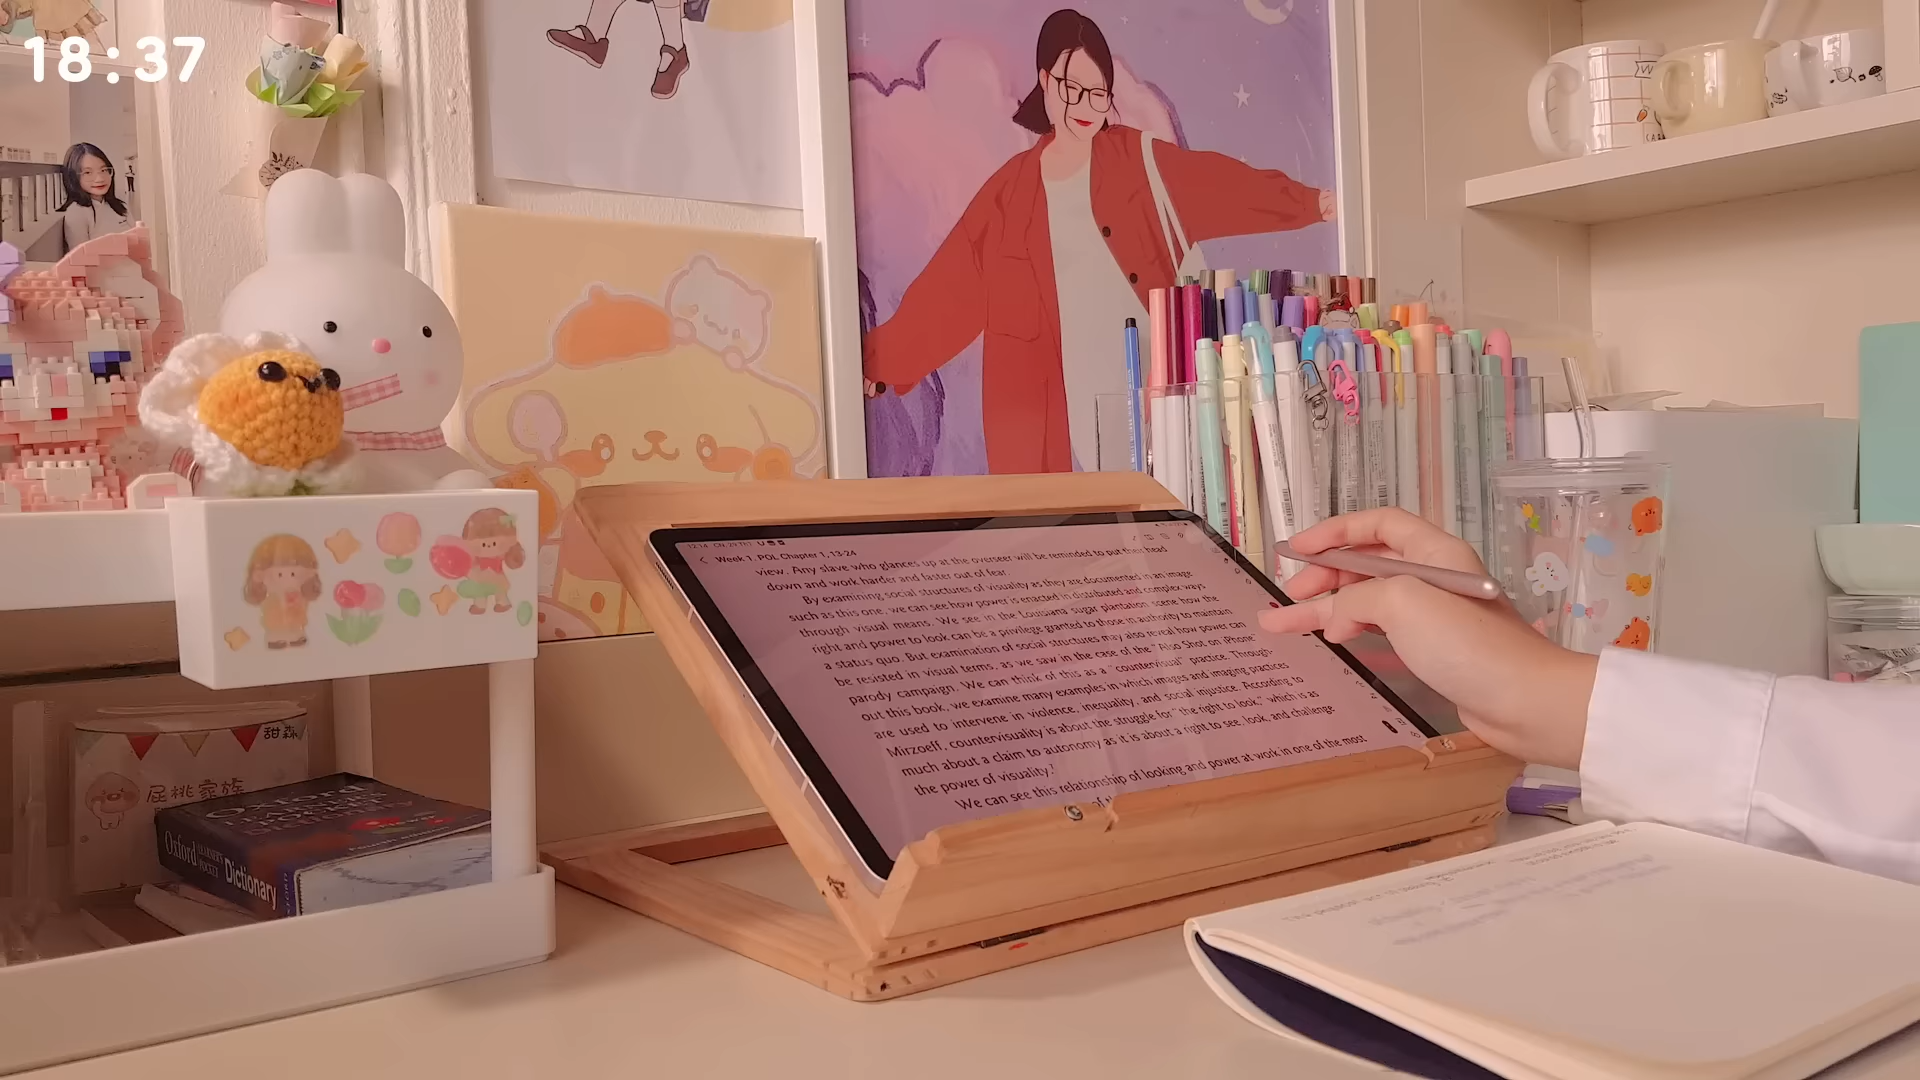 18:37
Week 1, POL Chapter 1, 13-24
view. Any slave who glances up at the overseer will be reminded to put their head
down and work harder and faster out of fear.
By examining social structures of visuality as they are documented in an image
such as this one, we can see how power is enacted in distributed and complex ways
through visual means. We see in the Louisiana sugar plantation scene how the
right and power to look can be a privilege granted to those in authority to maintain
a status quo. But examination of social structures may also reveal how power can
be resisted in visual terms, as we saw in the case of the "Also Shot on iPhone"
parody campaign. We can think of this as a "countervisual" practice. Through-
out this book, we examine many examples in which images and imaging practices
are used to intervene in violence, inequality, and social injustice. According to
Mirzoeff, countervisuality is about the struggle for "the right to look," which is as
much about a claim to autonomy as it is about a right to see, look, and challenge
the power of visuality.⁷
We can see this relationship of looking and power at work in one of the most
屁桃家族
Oxford
Dictionary